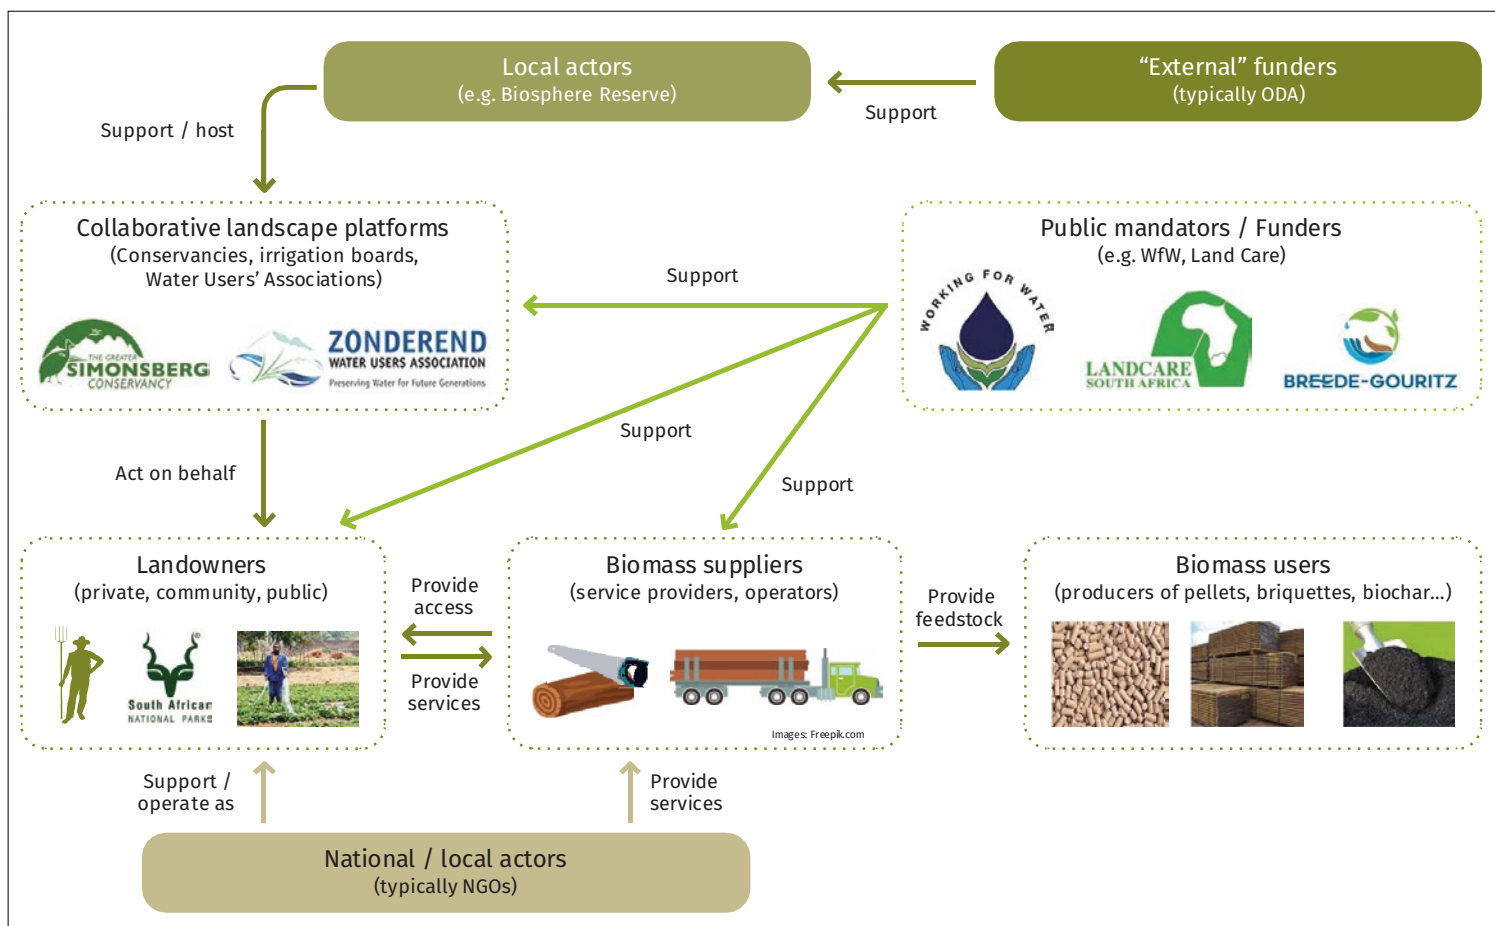 Local actors
(e.g. Biosphere Reserve)
“External” funders
(typically ODA)
Support
Support / host
Collaborative landscape platforms
(Conservancies, irrigation boards,
Water Users’ Associations)
THE GREATER
SIMONSBERG
CONSERVANCY
ZONDEREND
WATER USERS ASSOCIATION
Preserving Water for Future Generations
Support
Public mandators / Funders
(e.g. WfW, Land Care)
WORKING FOR WATER
LANDCARE
SOUTH AFRICA
BREEDE-GOURITZ
Support
Support
Act on behalf
Landowners
(private, community, public)
South African
NATIONAL PARKS
®
Provide
access
Provide
services
Biomass suppliers
(service providers, operators)
Images: Freepik.com
Provide
feedstock
Biomass users
(producers of pellets, briquettes, biochar...)
Support /
operate as
Provide
services
National / local actors
(typically NGOs)